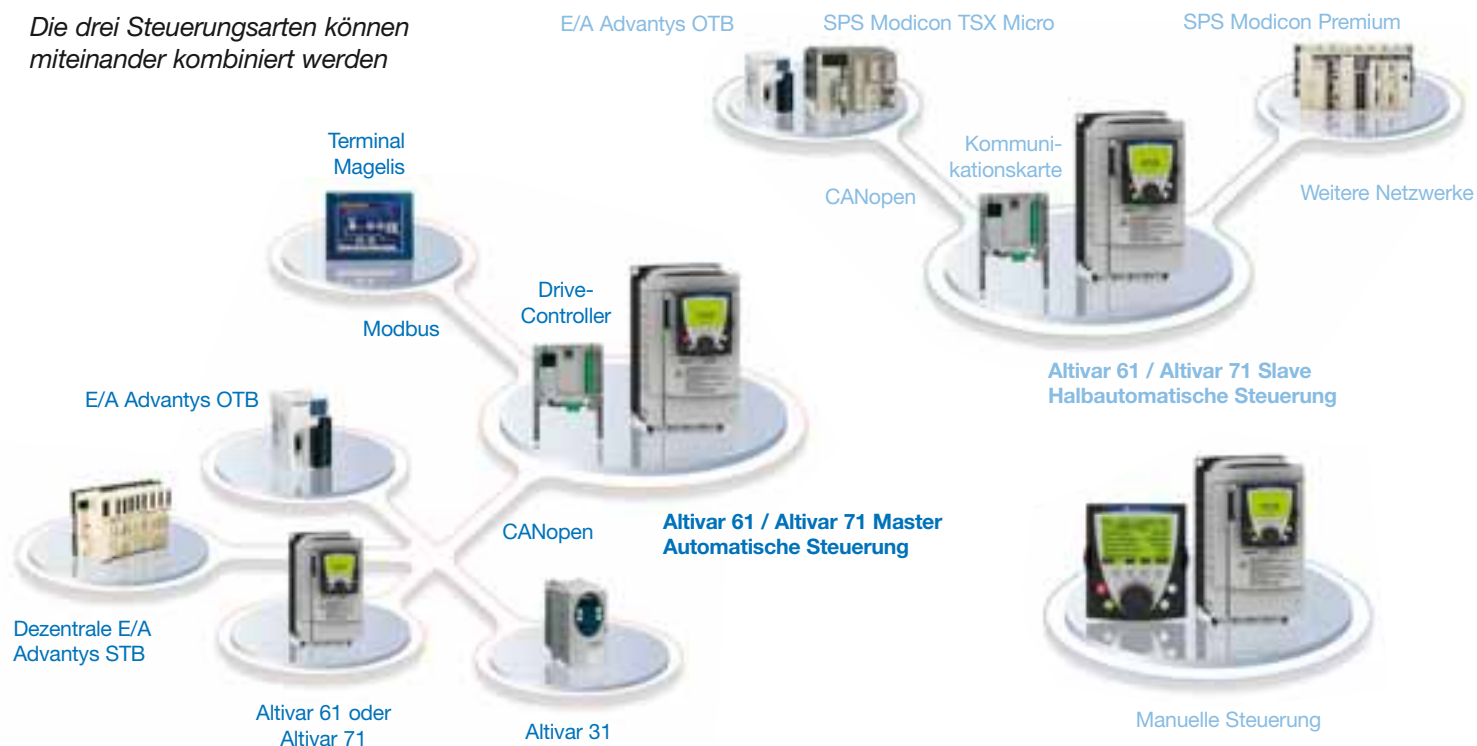 Die drei Steuerungsarten können
miteinander kombiniert werden
E/A Advantys OTB
SPS Modicon TSX Micro
SPS Modicon Premium
Terminal
Magelis
Kommuni-
kationskarte
CANopen
Weitere Netzwerke
Drive-
Controller
Modbus
Altivar 61 / Altivar 71 Slave
Halbautomatische Steuerung
E/A Advantys OTB
CANopen
Altivar 61 / Altivar 71 Master
Automatische Steuerung
Dezentrale E/A
Advantys STB
Altivar 61 oder
Altivar 71
Altivar 31
Manuelle Steuerung